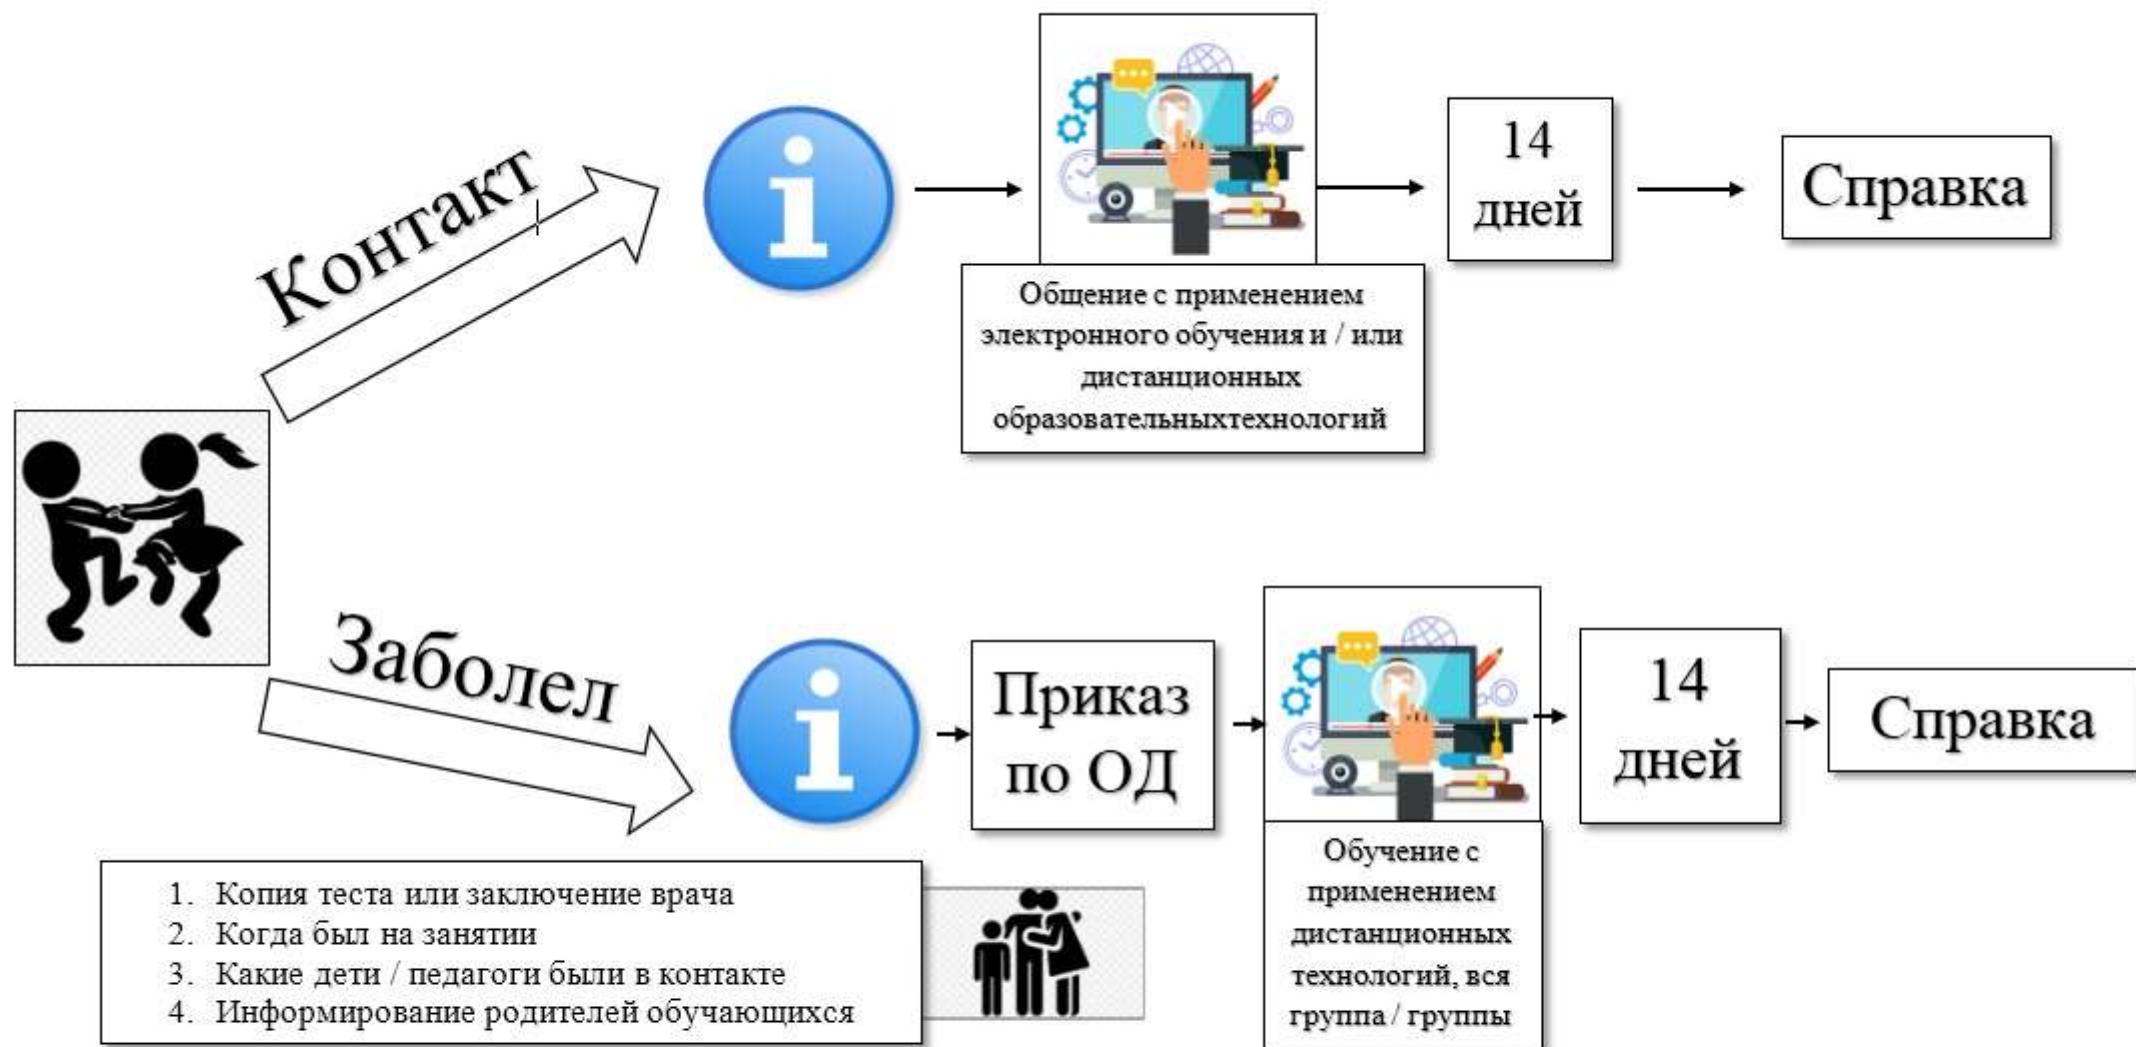 Контакт
14
дней
Справка
Общение с применением
электронного обучения и / или
дистанционных
образовательныхтехнологий
Заболел
Приказ
по ОД
14
дней
Справка
Обучение с
применением
дистанционных
технологий, вся
группа / группы
1. Копия теста или заключение врача
2. Когда был на занятии
3. Какие дети / педагоги были в контакте
4. Информирование родителей обучающихся